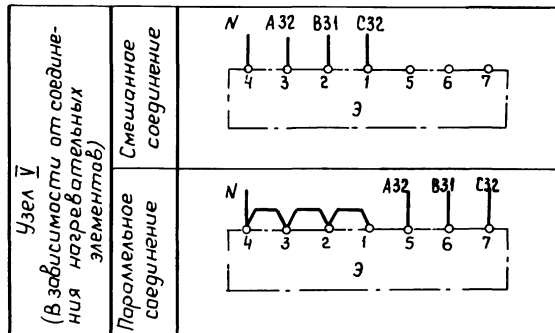 Узел V
(В зависимости от соедине-
ния нагревательных
элементов)
Смешанное
соединение
N A32 B31 C32
4 3 2 1 5 6 7
Э
Параллельное
соединение
N A32 B31 C32
4 3 2 1 5 6 7
Э